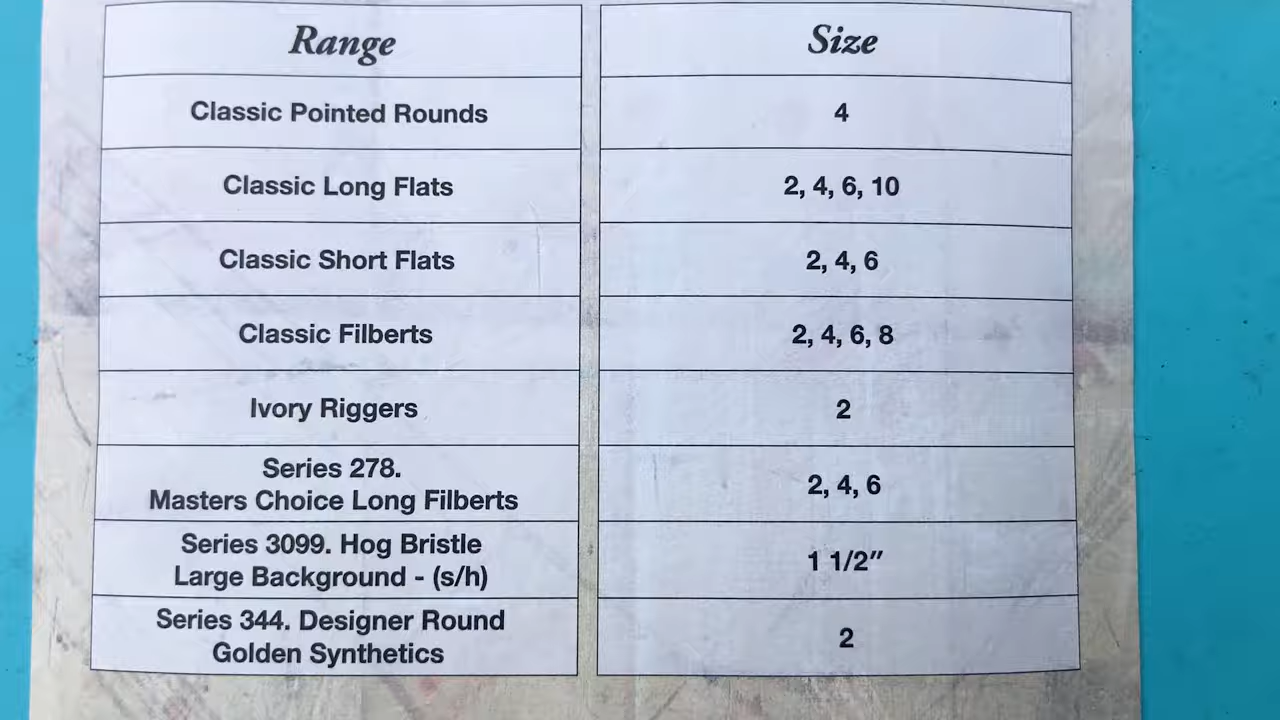 Range Size
Classic Pointed Rounds 4
Classic Long Flats 2, 4, 6, 10
Classic Short Flats 2, 4, 6
Classic Filberts 2, 4, 6, 8
Ivory Riggers 2
Series 278.
Masters Choice Long Filberts 2, 4, 6
Series 3099. Hog Bristle
Large Background - (s/h) 1 1/2″
Series 344. Designer Round
Golden Synthetics 2